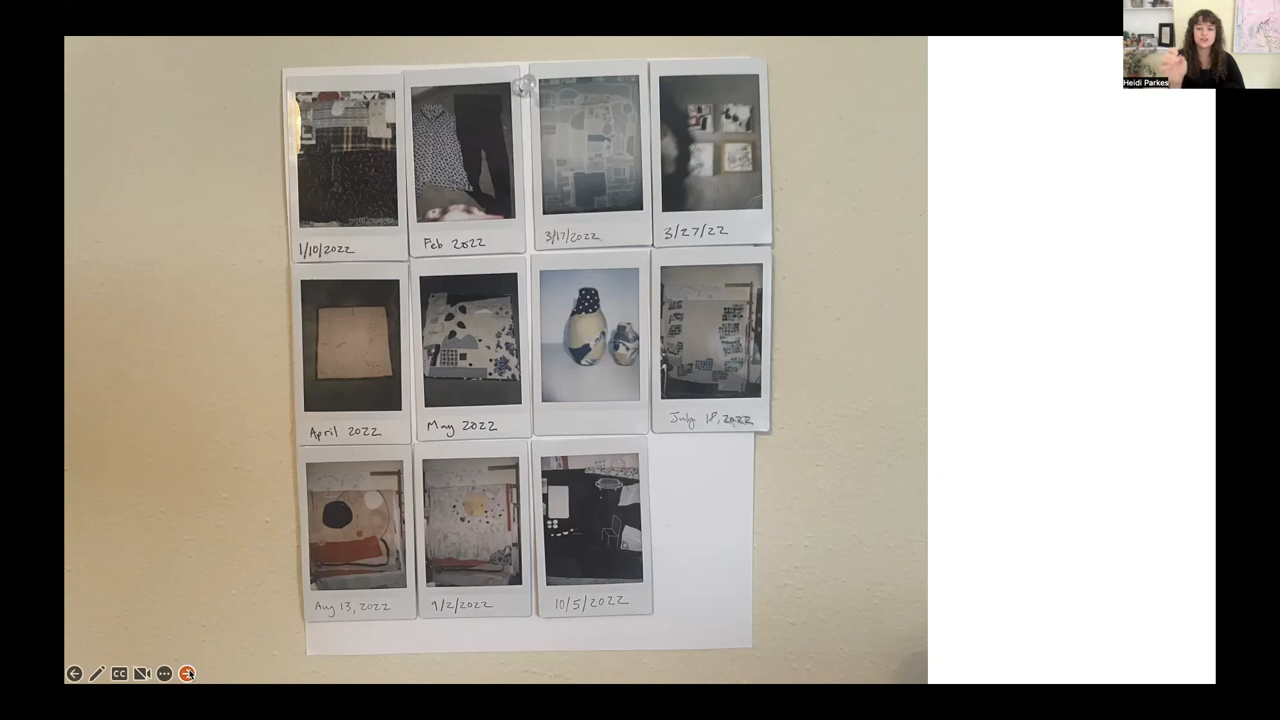 Heidi Parkes
1/10/2022
Feb 2022
3/17/2022
3/27/22
April 2022
May 2022
July 18, 2022
Aug 13, 2022
9/2/2022
10/5/2022
CC